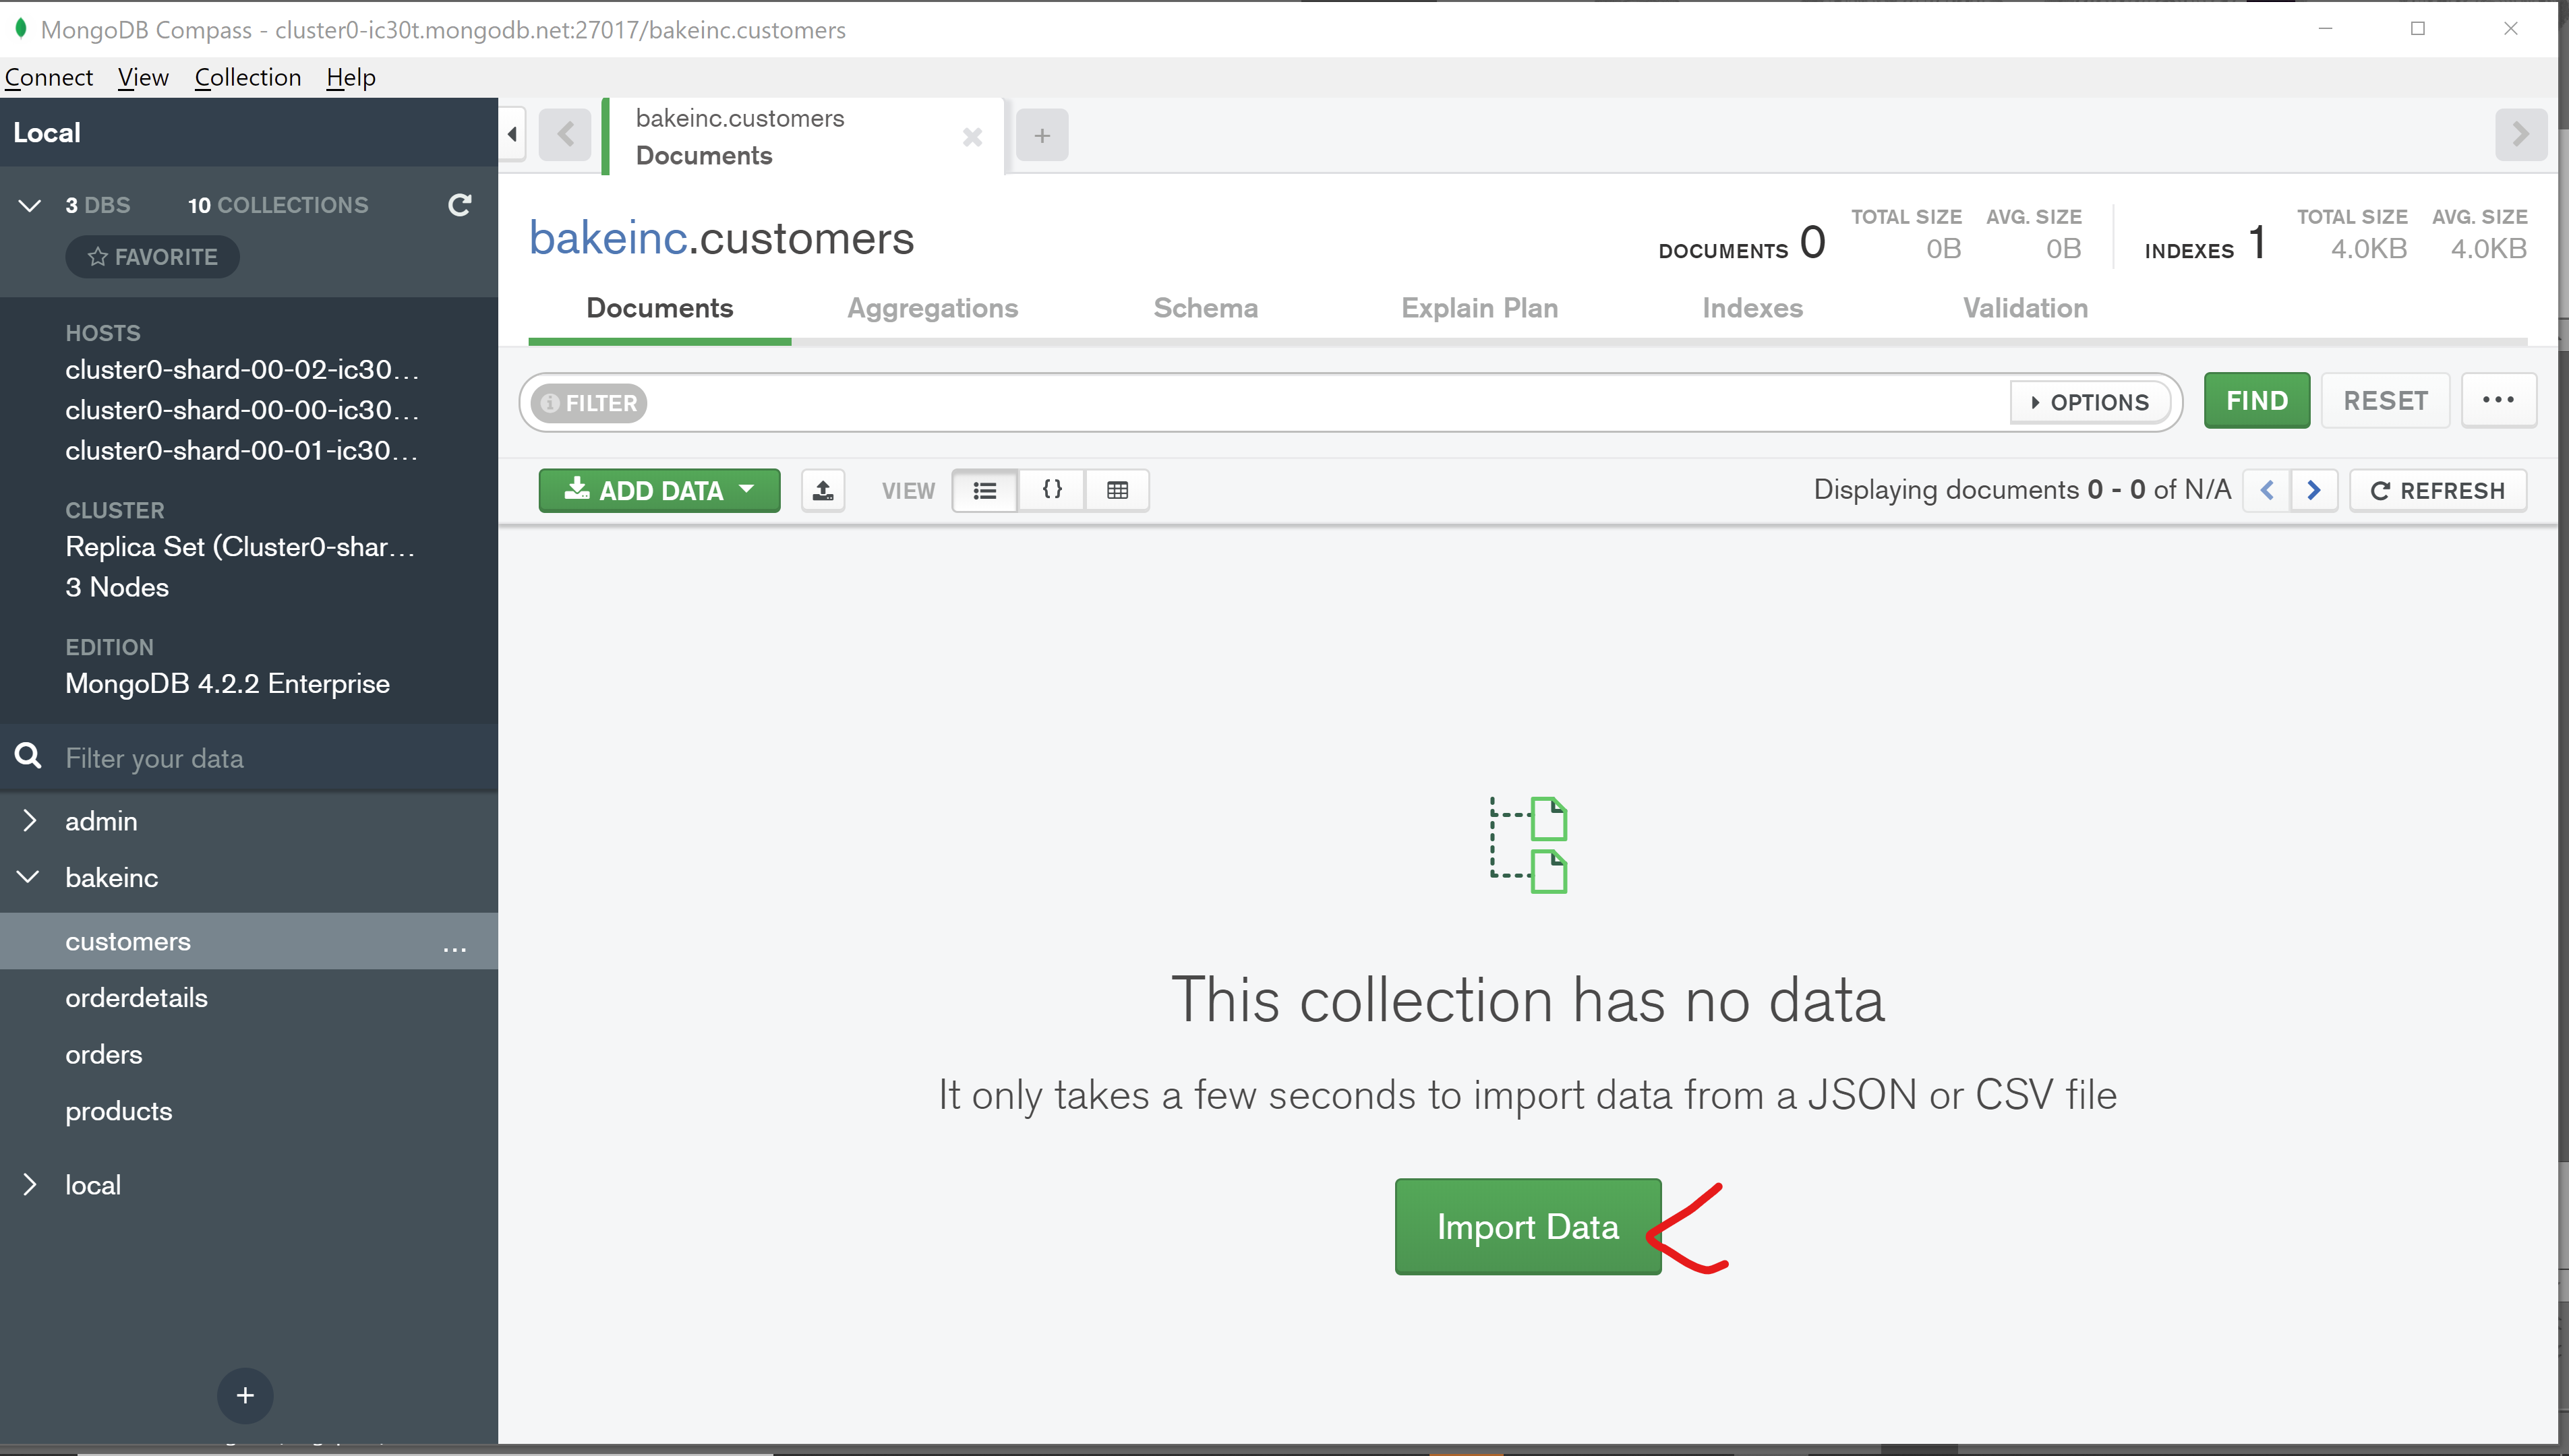 MongoDB Compass - cluster0-ic30t.mongodb.net:27017/bakeinc.customers
Connect View Collection Help
Local
3 DBS 10 COLLECTIONS
FAVORITE
HOSTS
cluster0-shard-00-02-ic30...
cluster0-shard-00-00-ic30...
cluster0-shard-00-01-ic30...
CLUSTER
Replica Set (Cluster0-shar...
3 Nodes
EDITION
MongoDB 4.2.2 Enterprise
Filter your data
admin
bakeinc
customers ...
orderdetails
orders
products
local
+
bakeinc.customers
Documents
+
bakeinc.customers
DOCUMENTS 0
TOTAL SIZE AVG. SIZE
0B 0B
INDEXES 1
TOTAL SIZE AVG. SIZE
4.0KB 4.0KB
Documents Aggregations Schema Explain Plan Indexes Validation
FILTER OPTIONS FIND RESET ...
ADD DATA VIEW {} Displaying documents 0 - 0 of N/A REFRESH
This collection has no data
It only takes a few seconds to import data from a JSON or CSV file
Import Data